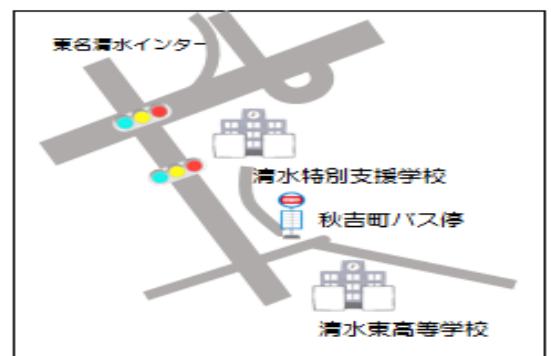 東名清水インター
清水特別支援学校
秋吉町バス停
清水東高等学校